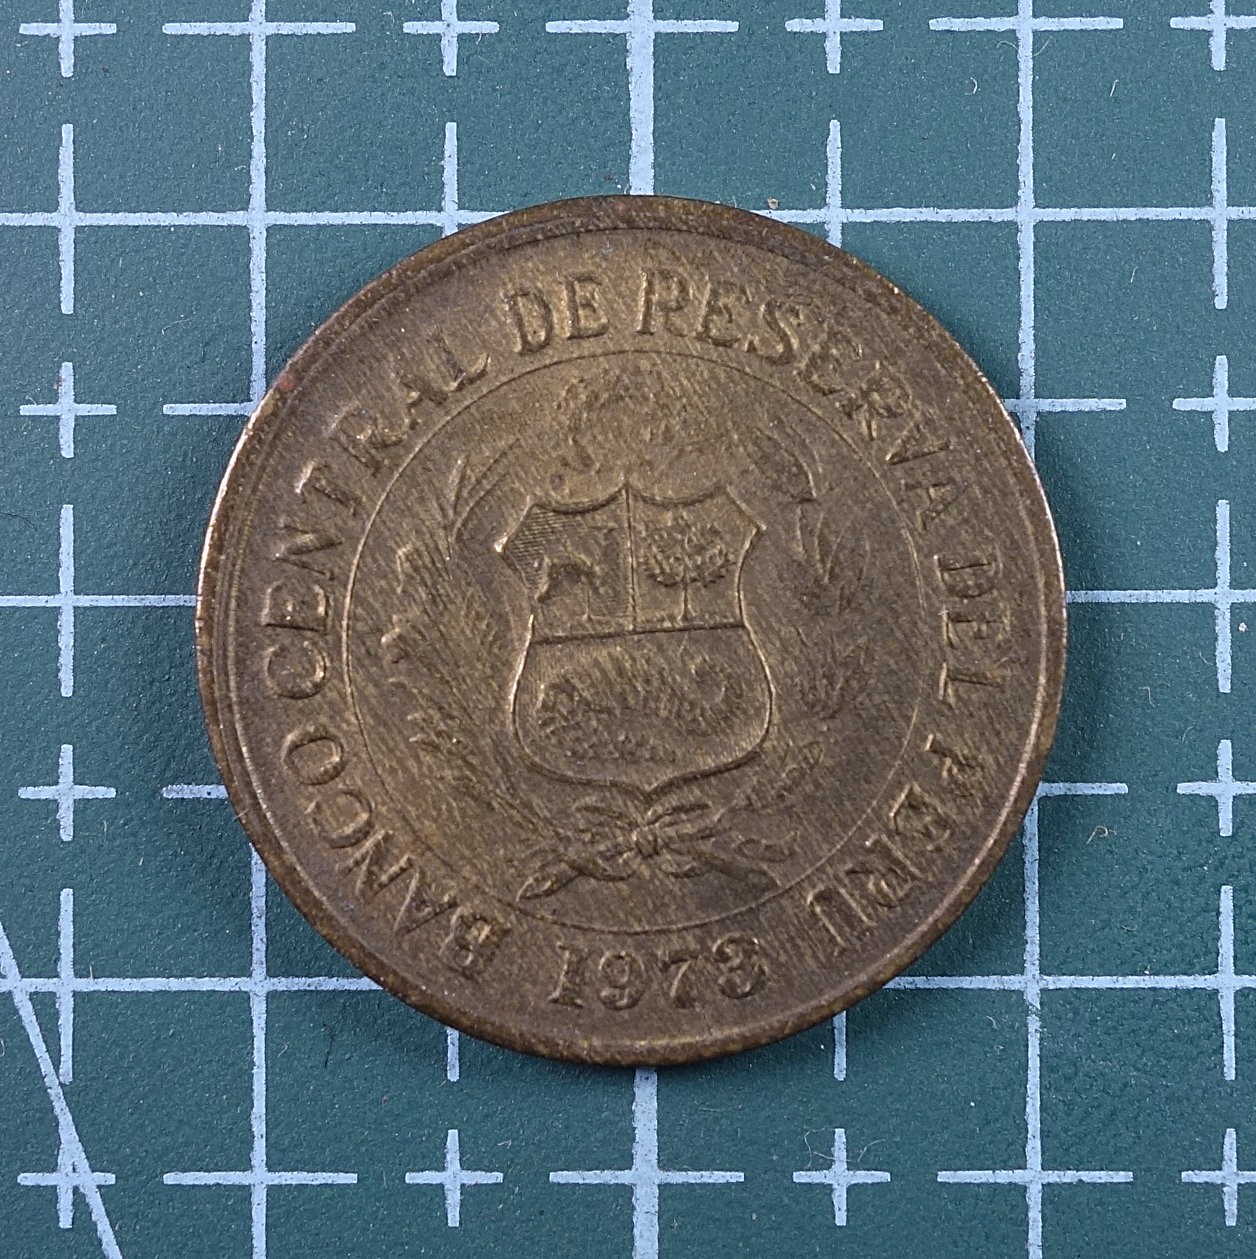 BANCO CENTRAL DE RESERVA DEL PERU
1973